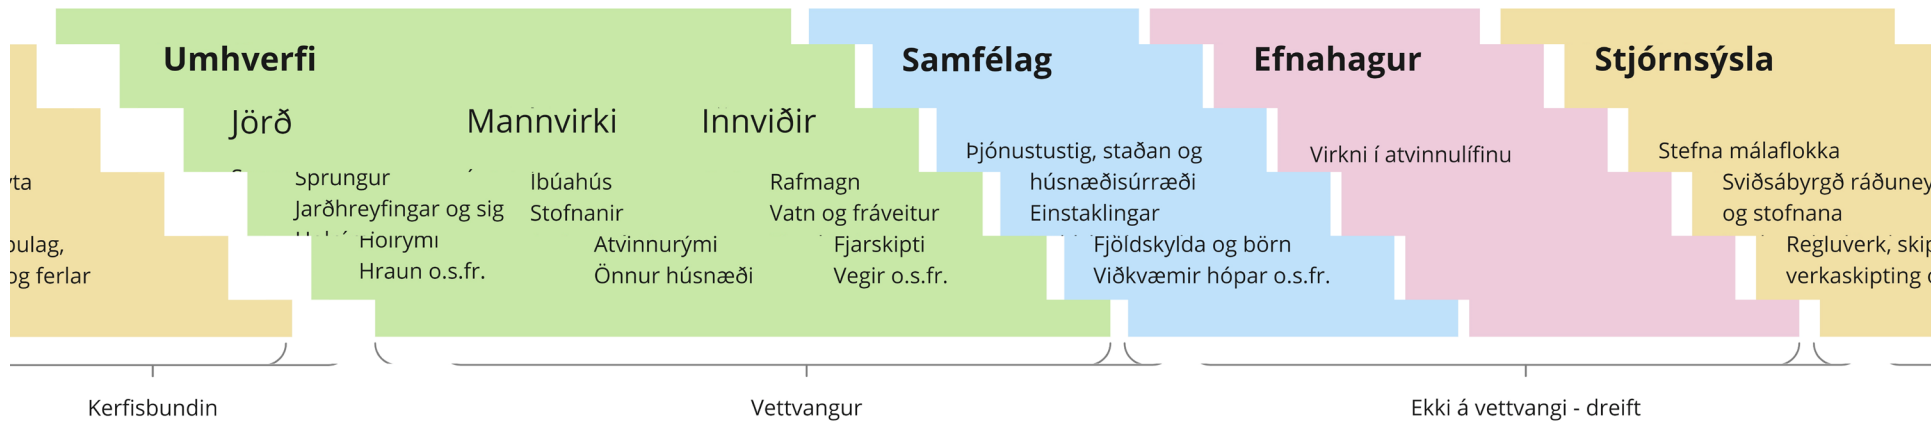 Umhverfi
Jörð
Mannvirki
Innviðir
Sprungur
Jarðhreyfingar og sig
Holrými
Hraun o.s.fr.
Íbúahús
Stofnanir
Atvinnurými
Önnur húsnæði
Rafmagn
Vatn og fráveitur
Fjarskipti
Vegir o.s.fr.
Samfélag
Þjónustustig, staðan og
húsnæðisúrræði
Einstaklingar
Fjölskylda og börn
Viðkvæmir hópar o.s.fr.
Efnahagur
Virkni í atvinnulífinu
Stjórnsýsla
Stefna málaflokka
Sviðsábyrgð ráðuney
og stofnana
Regluverk, skip
verkaskipting
og ferlar
Kerfisbundin
Vettvangur
Ekki á vettvangi - dreift